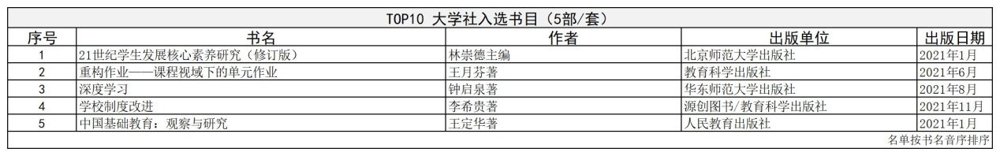 TOP10 大学社入选书目（5部/套）
序号 书名 作者 出版单位 出版日期
1 21世纪学生发展核心素养研究（修订版） 林崇德主编 北京师范大学出版社 2021年1月
2 重构作业——课程视域下的单元作业 王月芬著 教育科学出版社 2021年6月
3 深度学习 钟启泉著 华东师范大学出版社 2021年8月
4 学校制度改进 李希贵著 源创图书/教育科学出版社 2021年11月
5 中国基础教育：观察与研究 王定华著 人民教育出版社 2021年1月
名单按书名音序排序